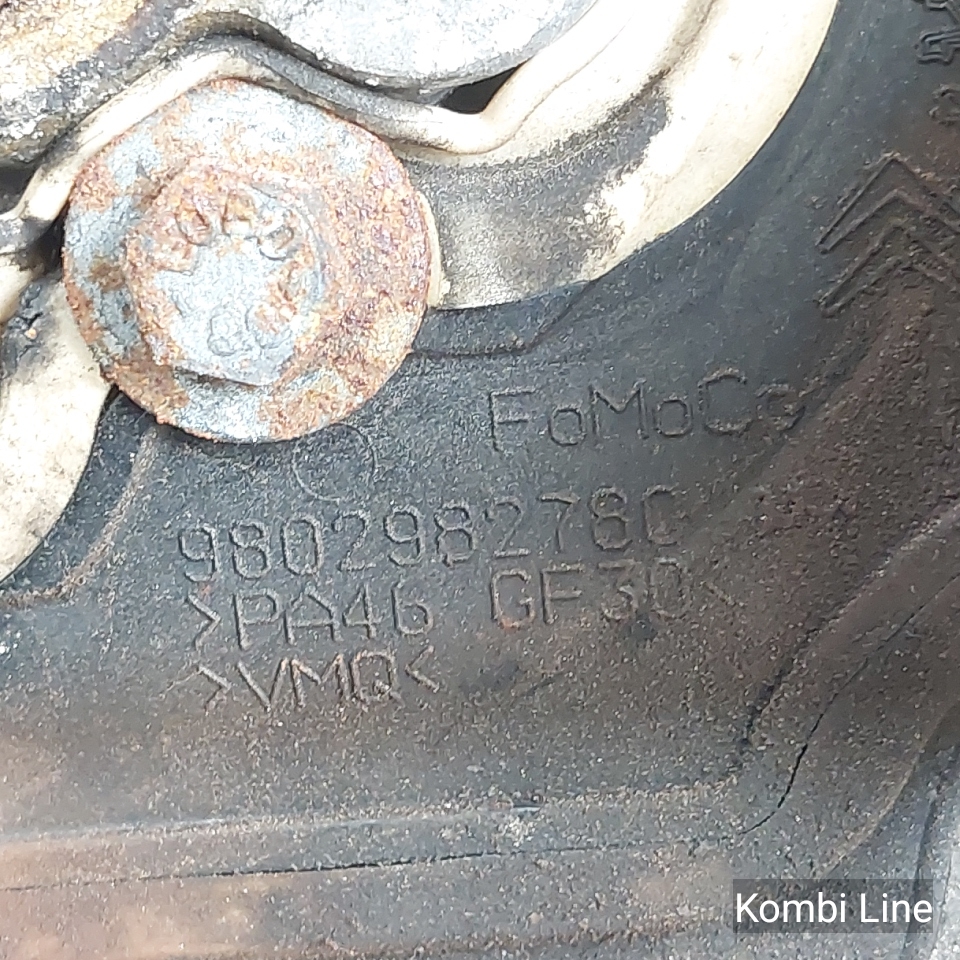 FoMoCo
9802982780
>PA46 GF30<
>VMQ<
Kombi Line